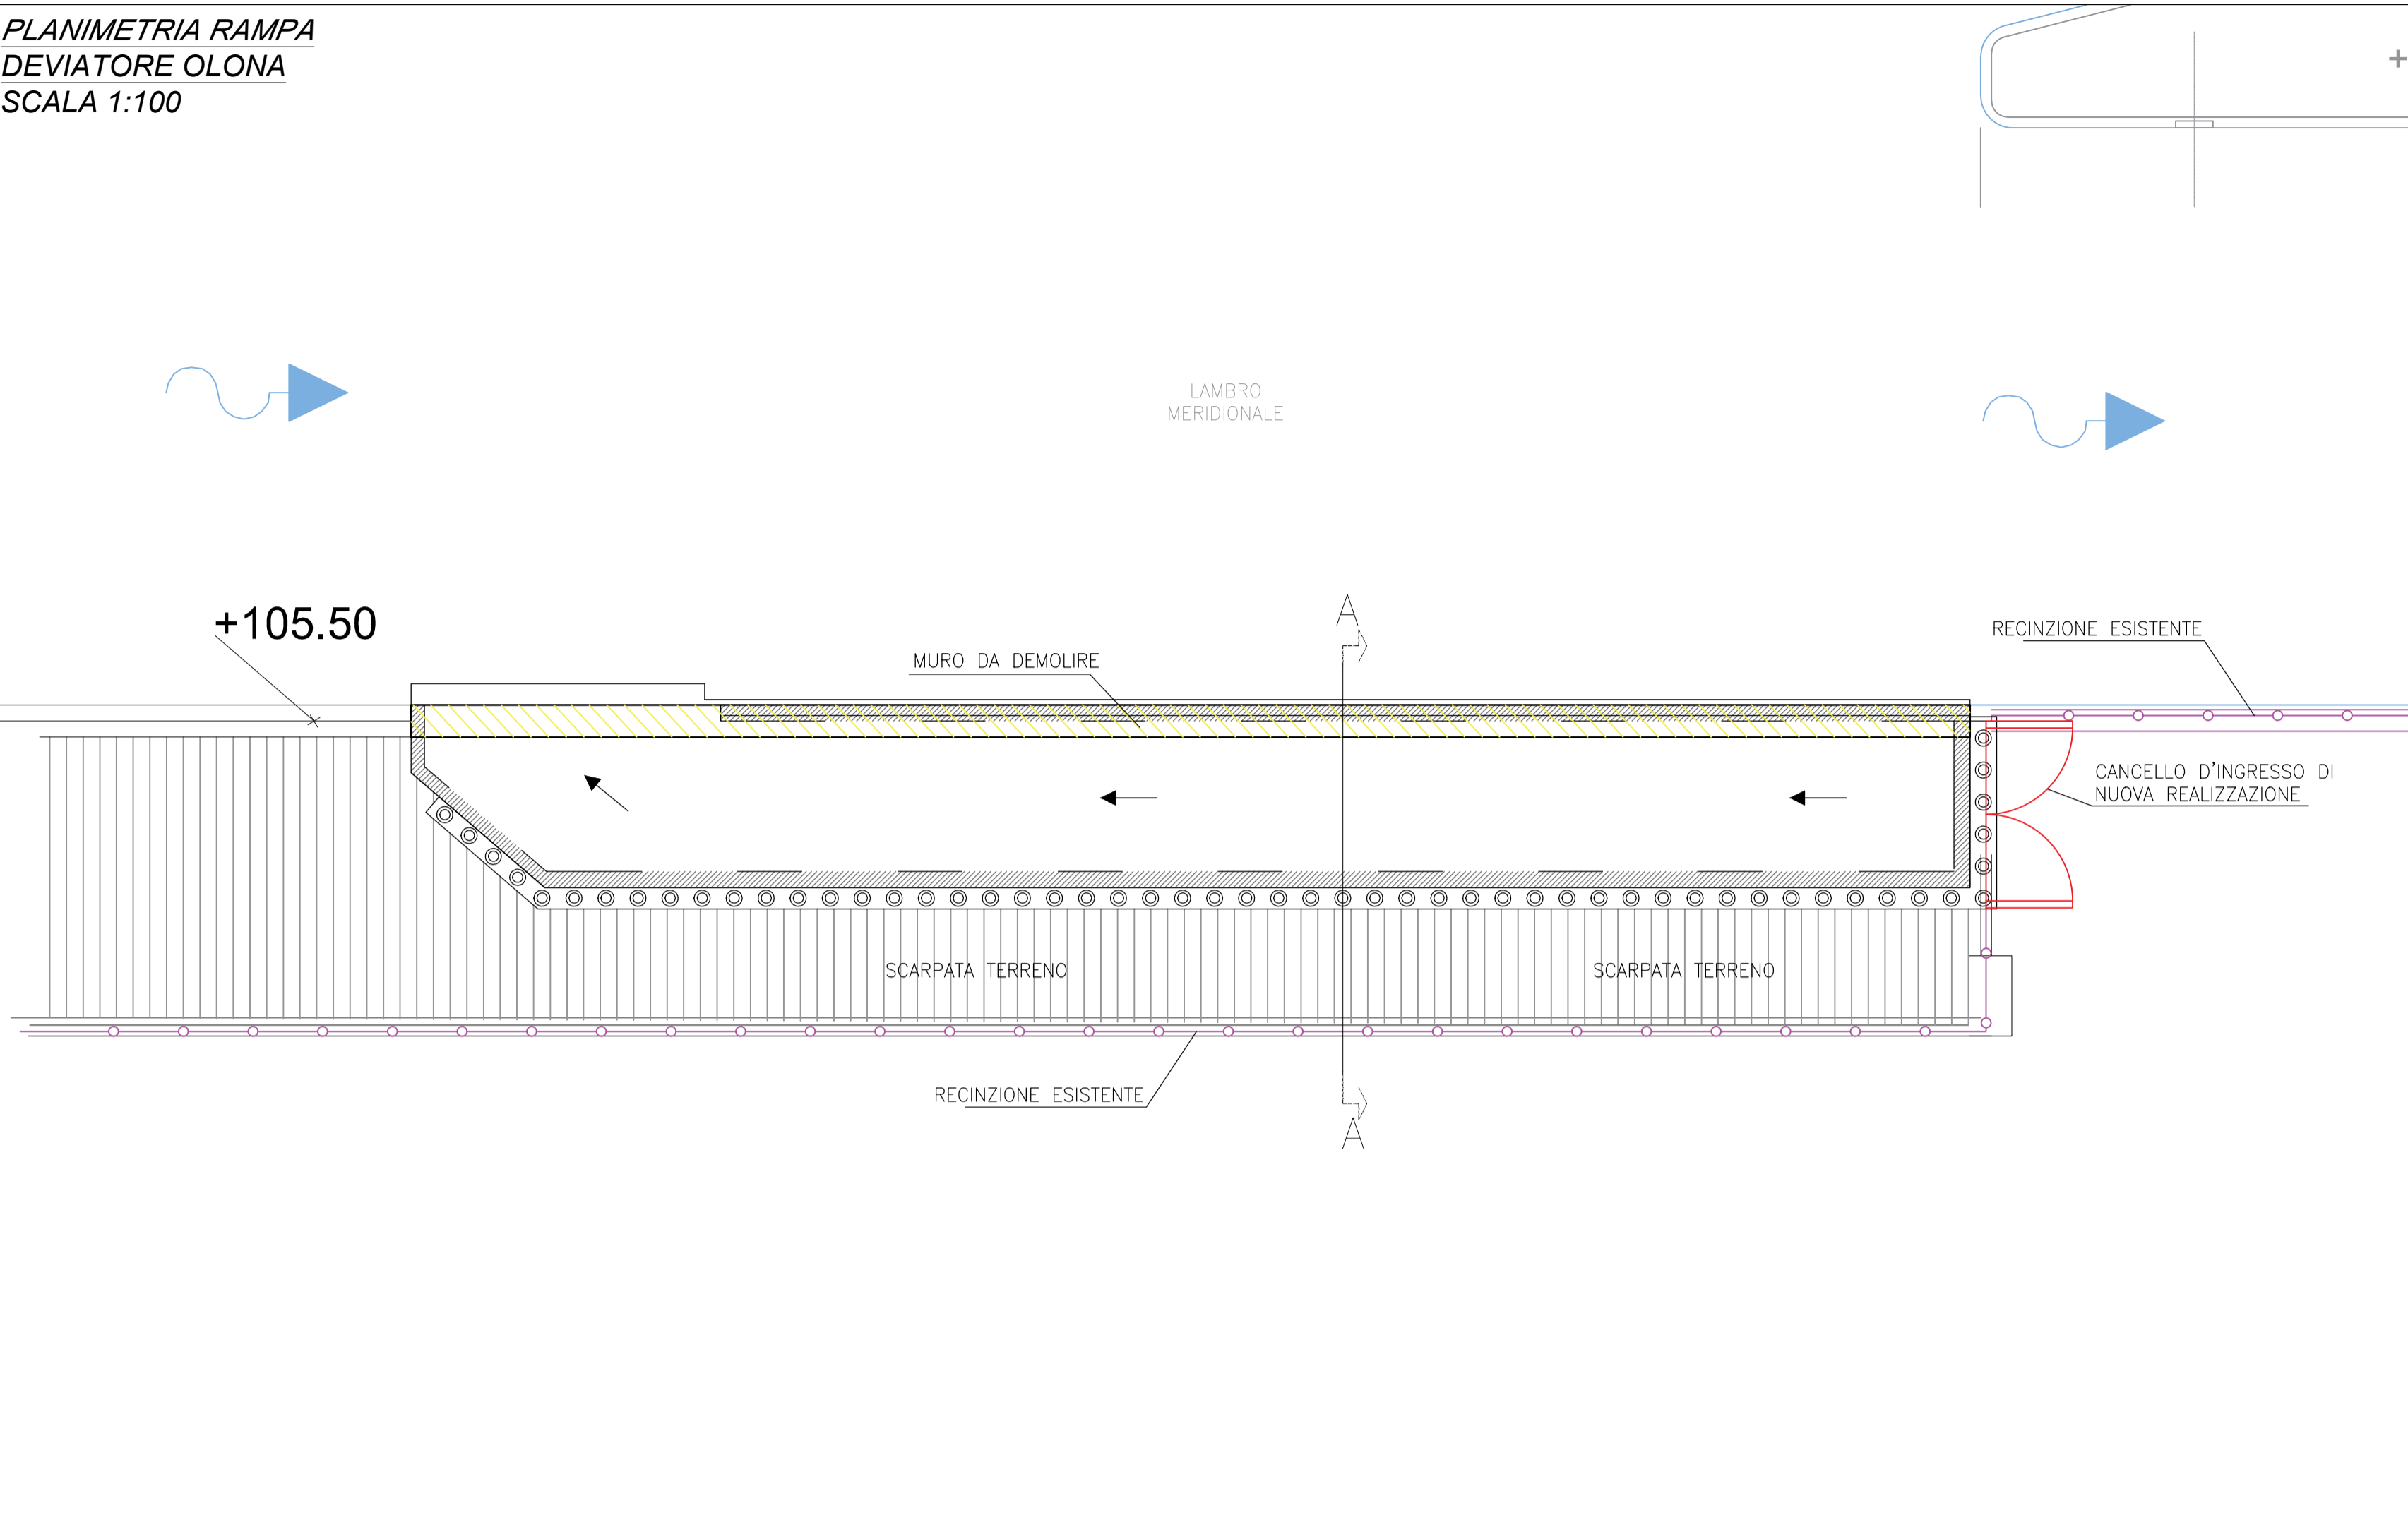 PLANIMETRIA RAMPA
DEVIATORE OLONA
SCALA 1:100
+
LAMBRO
MERIDIONALE
+105.50
A
RECINZIONE ESISTENTE
MURO DA DEMOLIRE
CANCELLO D'INGRESSO DI
NUOVA REALIZZAZIONE
SCARPATA TERRENO
SCARPATA TERRENO
RECINZIONE ESISTENTE
A